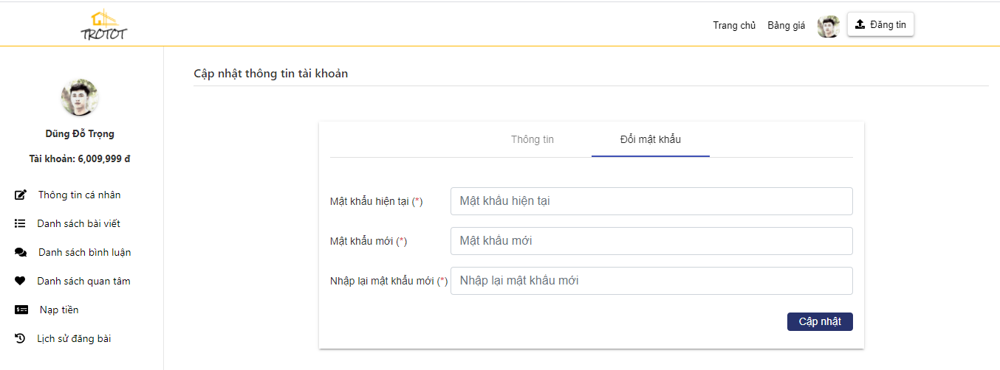 TROTOT
Trang chủ
Bảng giá
Đăng tin
Dũng Đỗ Trọng
Tài khoản: 6,009,999 đ
Thông tin cá nhân
Danh sách bài viết
Danh sách bình luận
Danh sách quan tâm
Nạp tiền
Lịch sử đăng bài
Cập nhật thông tin tài khoản
Thông tin
Đổi mật khẩu
Mật khẩu hiện tại (*)
Mật khẩu hiện tại
Mật khẩu mới (*)
Mật khẩu mới
Nhập lại mật khẩu mới (*)
Nhập lại mật khẩu mới
Cập nhật